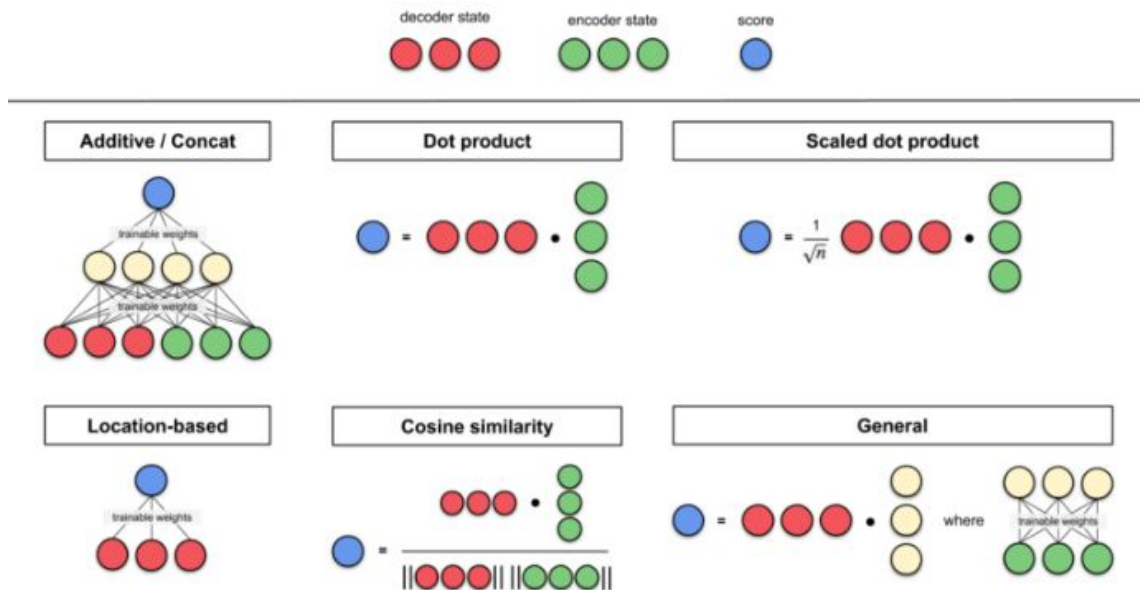 decoder state
encoder state
score
Additive / Concat
trainable weights
trainable weights
Dot product
=
•
Scaled dot product
= 1/√n
•
Location-based
trainable weights
Cosine similarity
•
=
|| || || ||
General
=
•
where
trainable weights